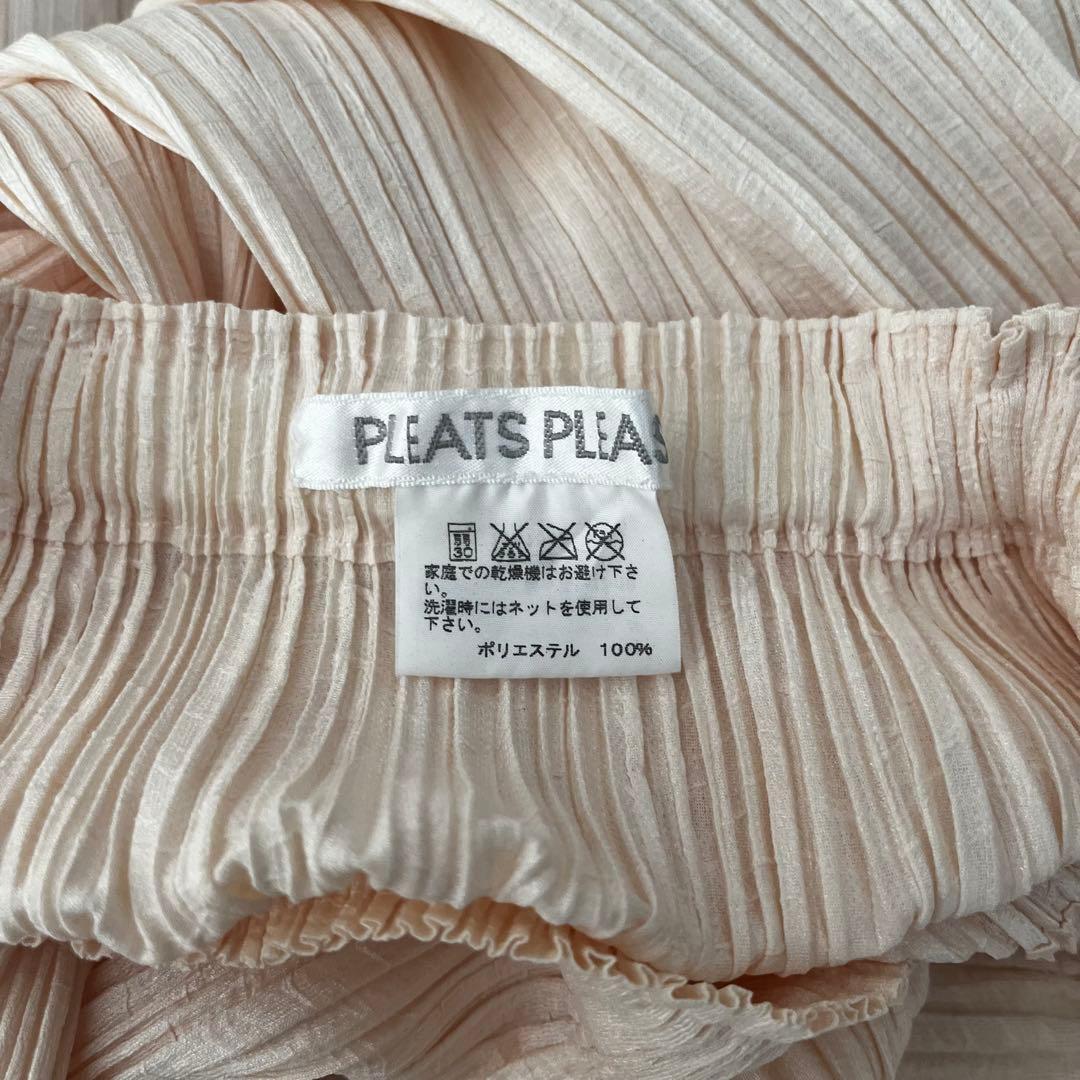 PLEATS PLEAS
弱
30
家庭での乾燥機はお避け下さ
い。
洗濯時にはネットを使用して
下さい。
ポリエステル 100%